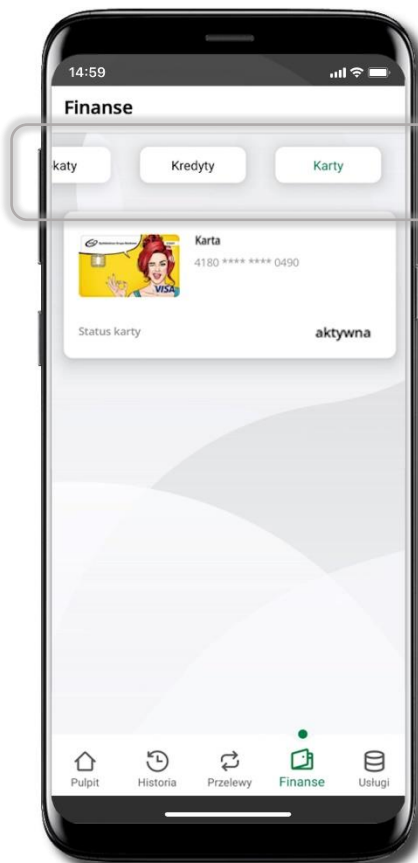 14:59
Finanse
katy
Kredyty
Karty
Karta
4180 **** **** 0490
VISA
Status karty
aktywna
Pulpit
Historia
Przelewy
Finanse
Usługi